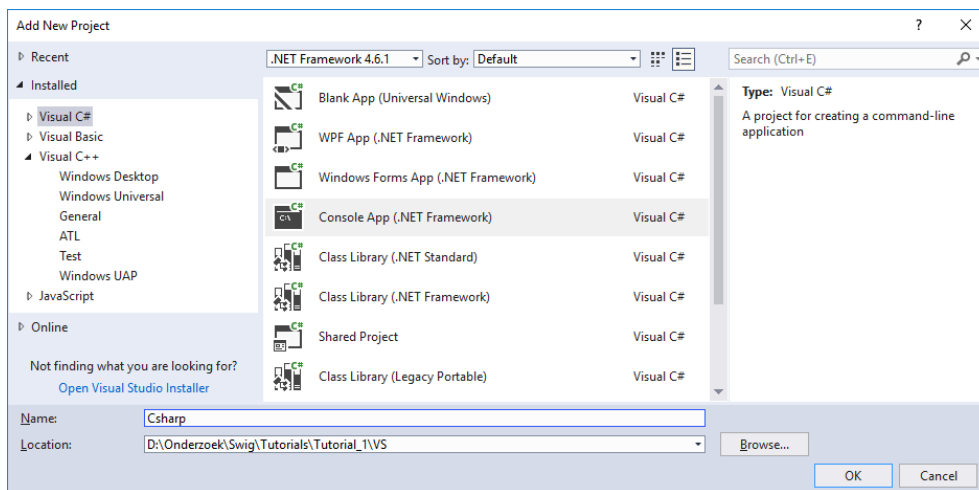 Add New Project ? ×
Recent
.NET Framework 4.6.1 Sort by: Default
Search (Ctrl+E)
Installed
Visual C#
Visual Basic
Visual C++
Windows Desktop
Windows Universal
General
ATL
Test
Windows UAP
JavaScript
Online
Not finding what you are looking for?
Open Visual Studio Installer
C# Blank App (Universal Windows) Visual C#
C# WPF App (.NET Framework) Visual C#
C# Windows Forms App (.NET Framework) Visual C#
C# Console App (.NET Framework) Visual C#
C# Class Library (.NET Standard) Visual C#
C# Class Library (.NET Framework) Visual C#
C# Shared Project Visual C#
C# Class Library (Legacy Portable) Visual C#
Type: Visual C#
A project for creating a command-line
application
Name: Csharp
Location: D:\Onderzoek\Swig\Tutorials\Tutorial_1\VS Browse...
OK Cancel